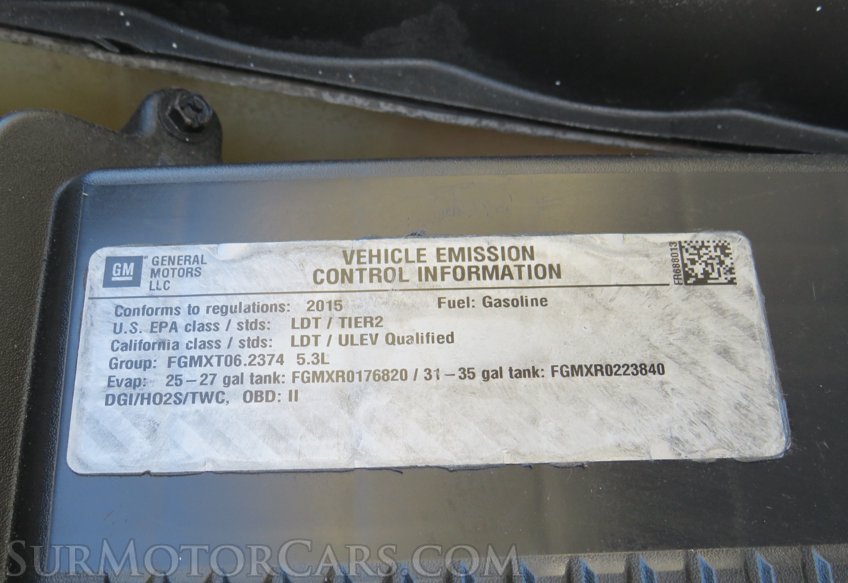 GM
GENERAL
MOTORS
LLC
VEHICLE EMISSION
CONTROL INFORMATION
FR688013
Conforms to regulations: 2015 Fuel: Gasoline
U.S. EPA class / stds: LDT / TIER2
California class / stds: LDT / ULEV Qualified
Group: FGMXT06.2374 5.3L
Evap: 25-27 gal tank: FGMXR0176820 / 31-35 gal tank: FGMXR0223840
DGI/HO2S/TWC, OBD: II
SURMOTORCARS.COM